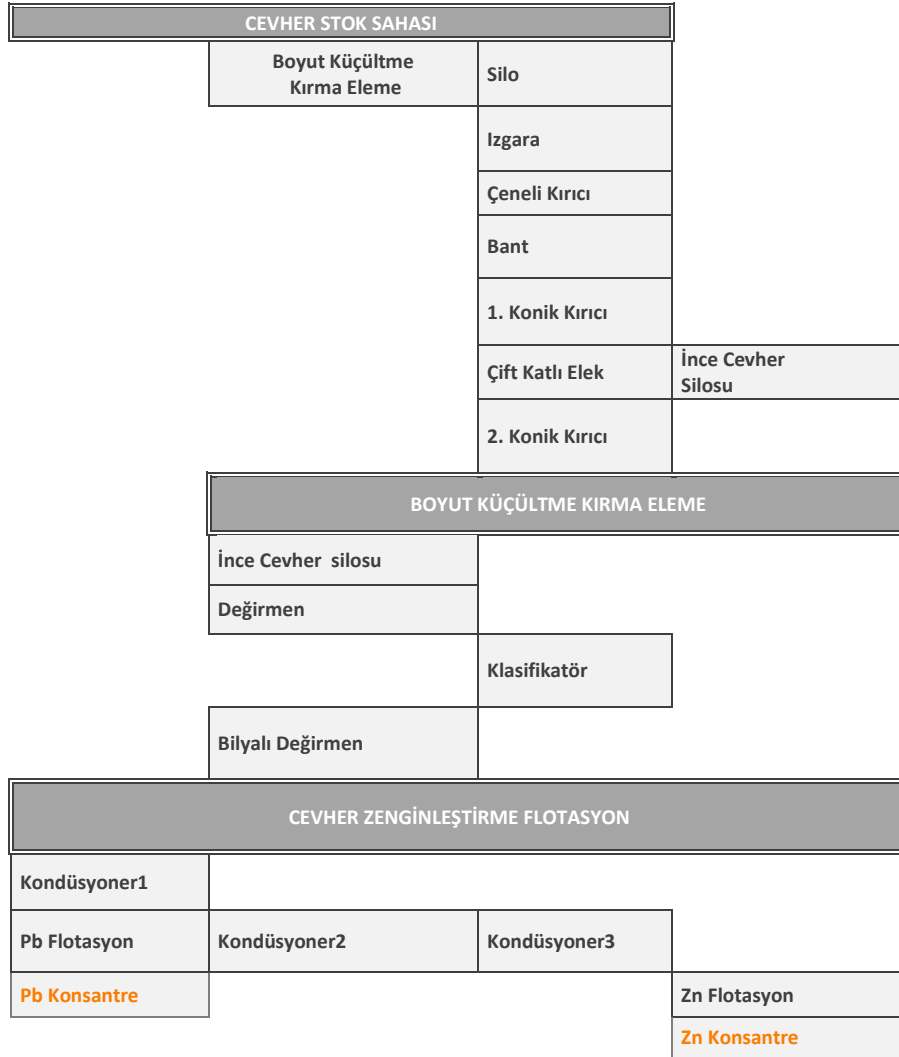 CEVHER STOK SAHASI
Boyut Küçültme
Kırma Eleme
Silo
Izgara
Çeneli Kırıcı
Bant
1. Konik Kırıcı
Çift Katlı Elek
İnce Cevher
Silosu
2. Konik Kırıcı
BOYUT KÜÇÜLTME KIRMA ELEME
İnce Cevher silosu
Değirmen
Klasifikatör
Bilyalı Değirmen
CEVHER ZENGİNLEŞTİRME FLOTASYON
Kondüsyoner1
Pb Flotasyon
Kondüsyoner2
Kondüsyoner3
Pb Konsantre
Zn Flotasyon
Zn Konsantre